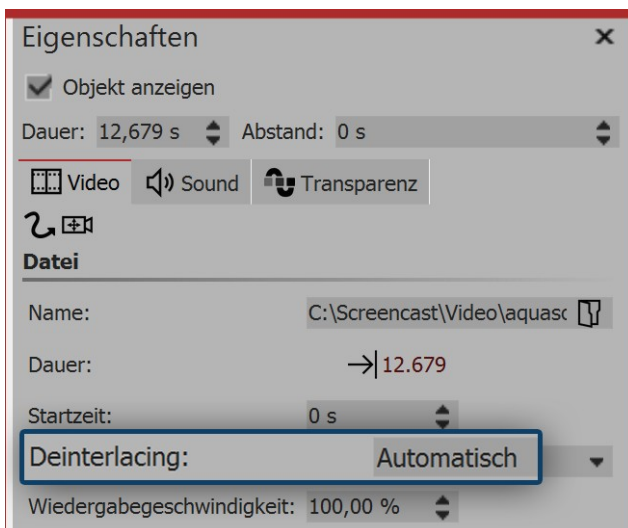 Eigenschaften
Objekt anzeigen
Dauer: 12,679 s Abstand: 0 s
Video Sound Transparenz
Datei
Name: C:\Screencast\Video\aquasc
Dauer: 12.679
Startzeit: 0 s
Deinterlacing: Automatisch
Wiedergabegeschwindigkeit: 100,00 %